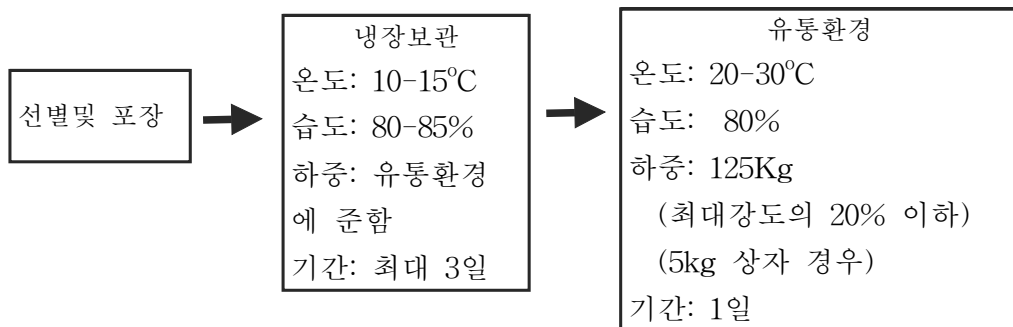 선별및 포장
냉장보관
온도: 10-15℃
습도: 80-85%
하중: 유통환경
에 준함
기간: 최대 3일
유통환경
온도: 20-30℃
습도: 80%
하중: 125Kg
(최대강도의 20% 이하)
(5kg 상자 경우)
기간: 1일